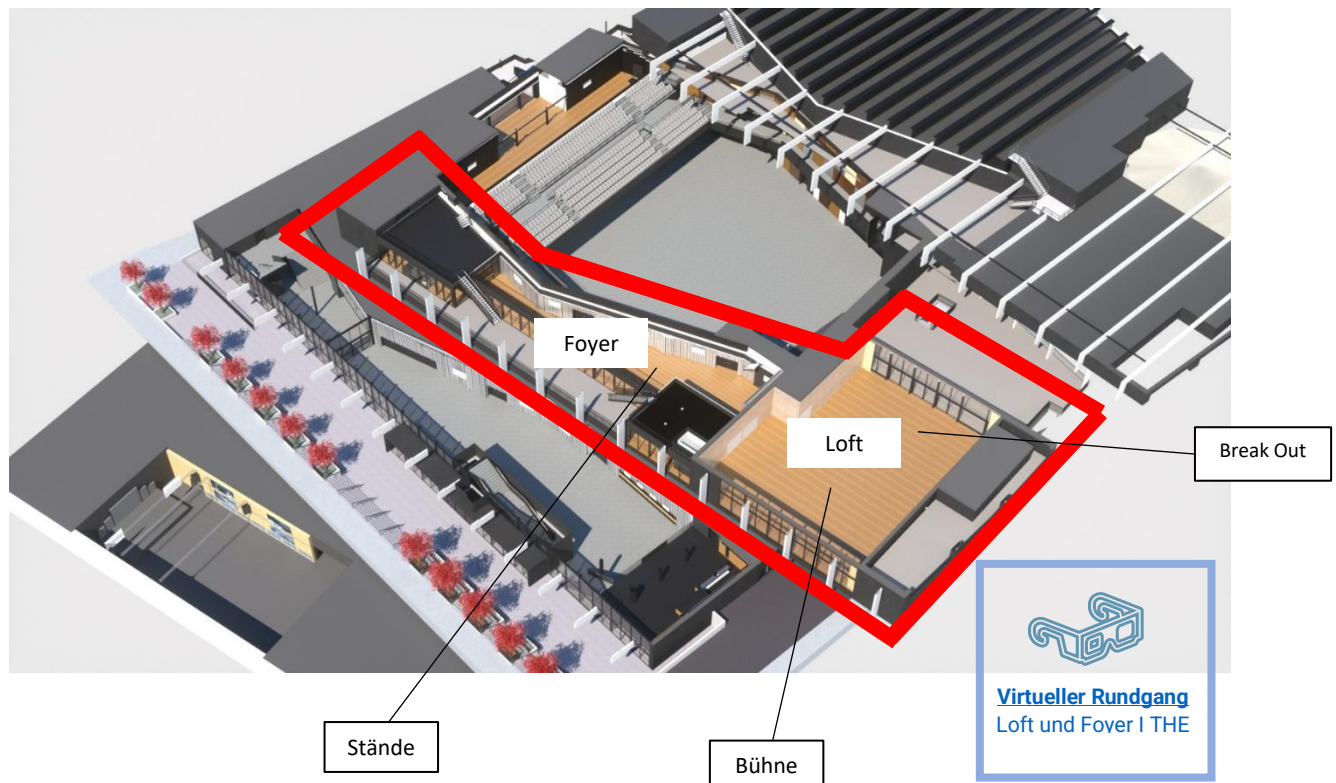 Foyer
Loft
Break Out
Stände
Bühne
Virtueller Rundgang
Loft und Foyer I THE